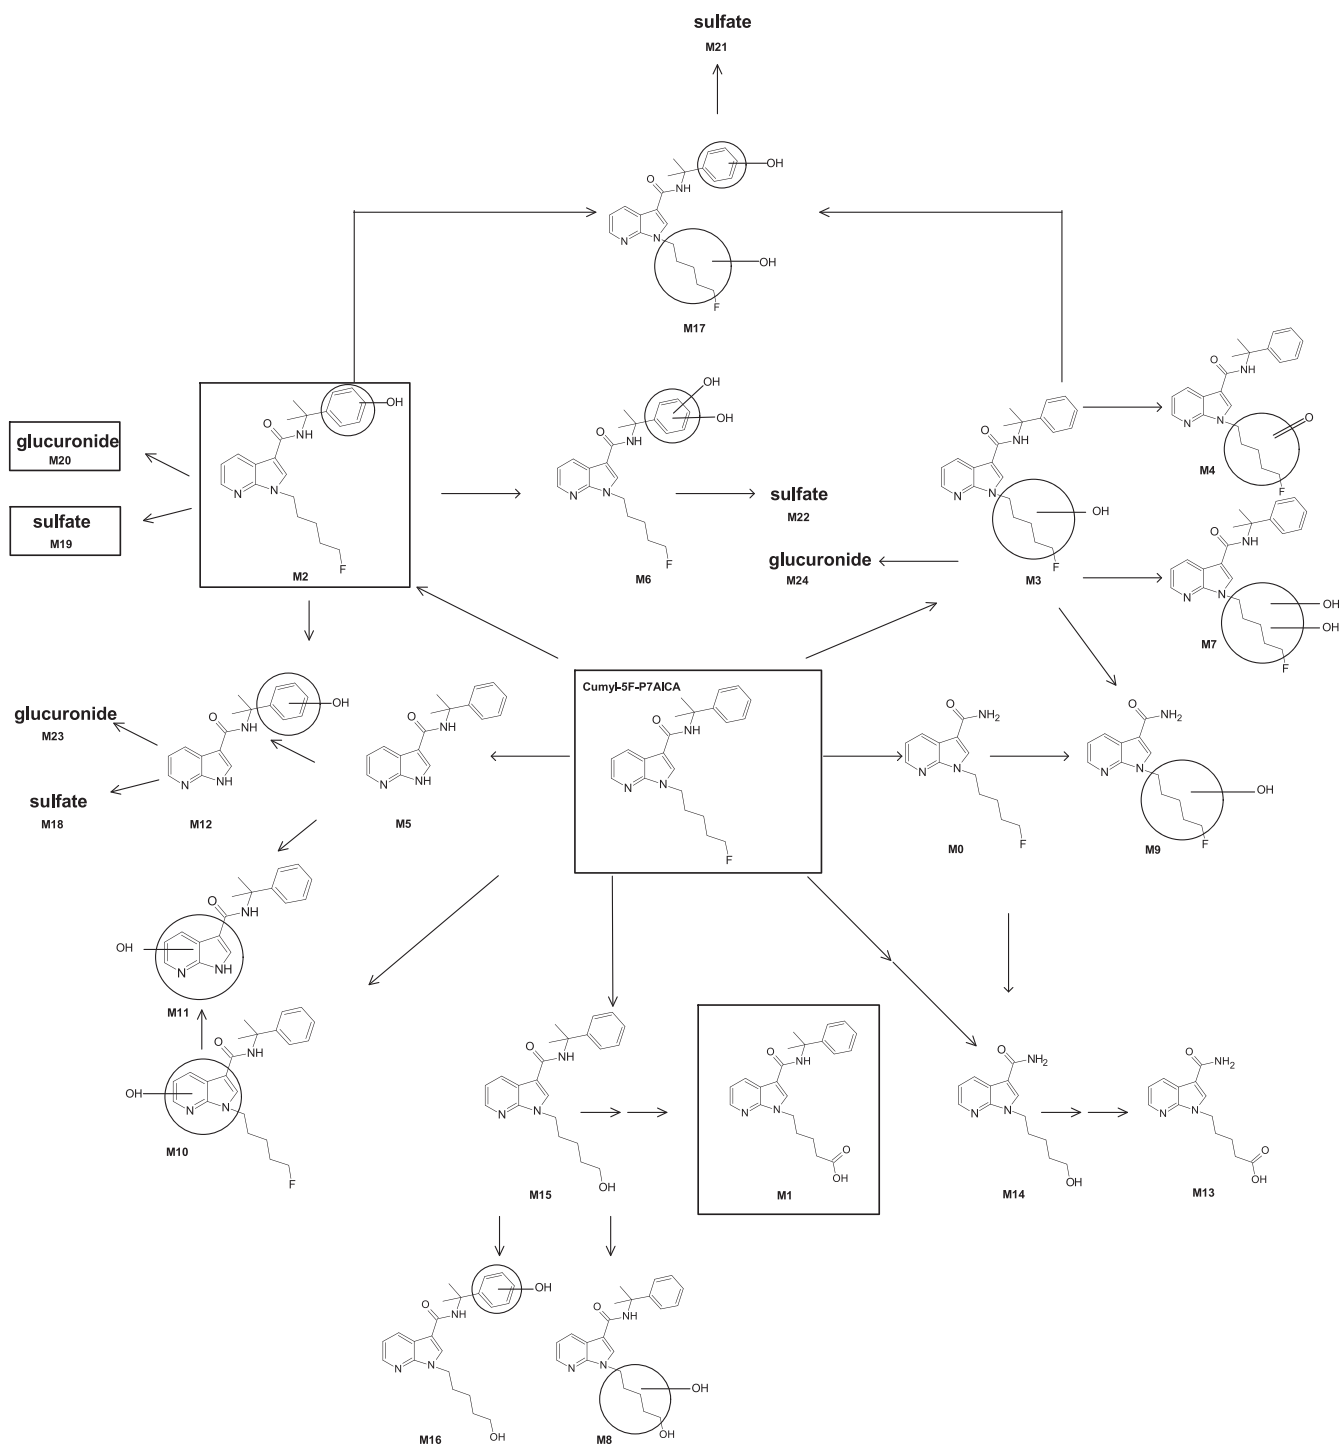 sulfate
M21
OH
O
NH
N
N
OH
F
M17
OH
O
NH
N
N
F
M2
glucuronide
M20
sulfate
M19
OH
OH
O
NH
N
N
F
M6
sulfate
M22
glucuronide
M24
O
NH
N
N
OH
F
M3
O
NH
N
N
O
F
M4
O
NH
N
N
OH
OH
F
M7
Cumyl-5F-P7AICA
O
NH
N
N
F
glucuronide
M23
sulfate
M18
OH
O
NH
N
NH
M12
O
NH
N
NH
M5
O
NH2
N
N
F
M0
O
NH2
N
N
OH
F
M9
O
NH
OH
N
NH
M11
O
NH
OH
N
N
F
M10
O
NH
N
N
OH
M15
O
NH
N
N
O
OH
M1
O
NH2
N
N
OH
M14
O
NH2
N
N
O
OH
M13
OH
O
NH
N
N
OH
M16
O
NH
N
N
OH
OH
M8